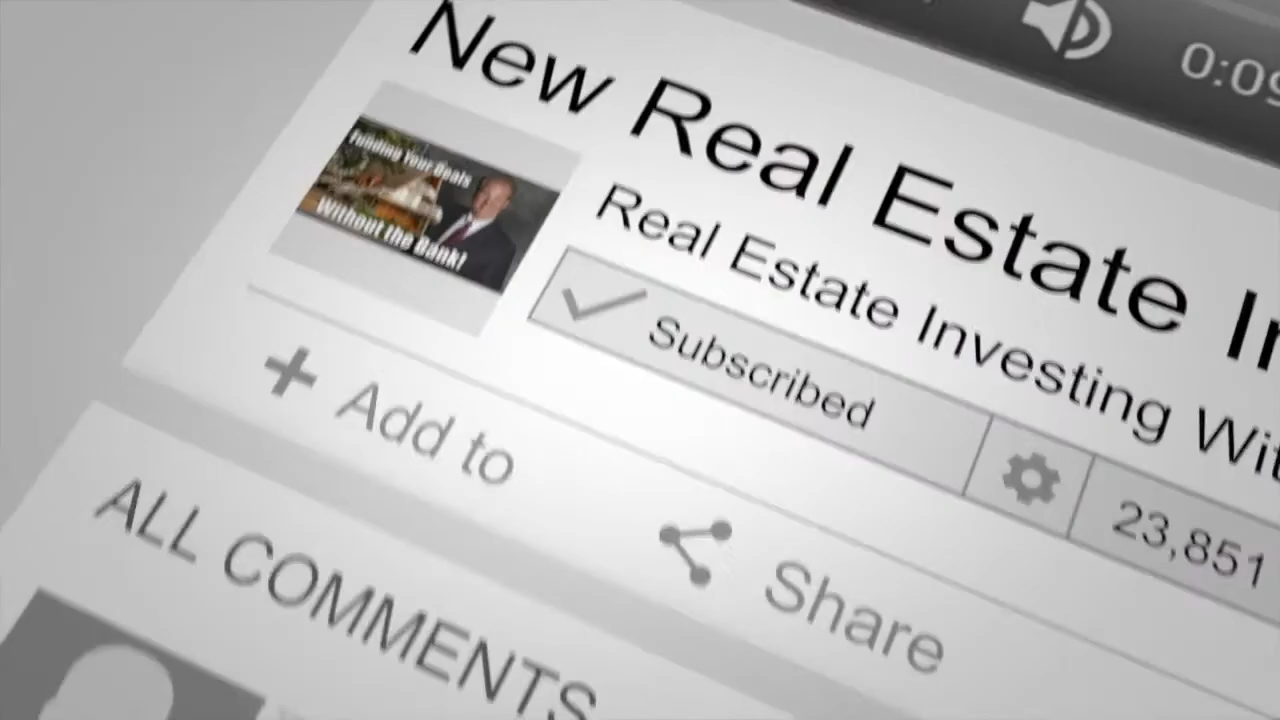 0:09
New Real Estate
Funding Your Deals
Without the Bank!
Real Estate Investing
Subscribed
23,851
Add to
Share
ALL COMMENTS